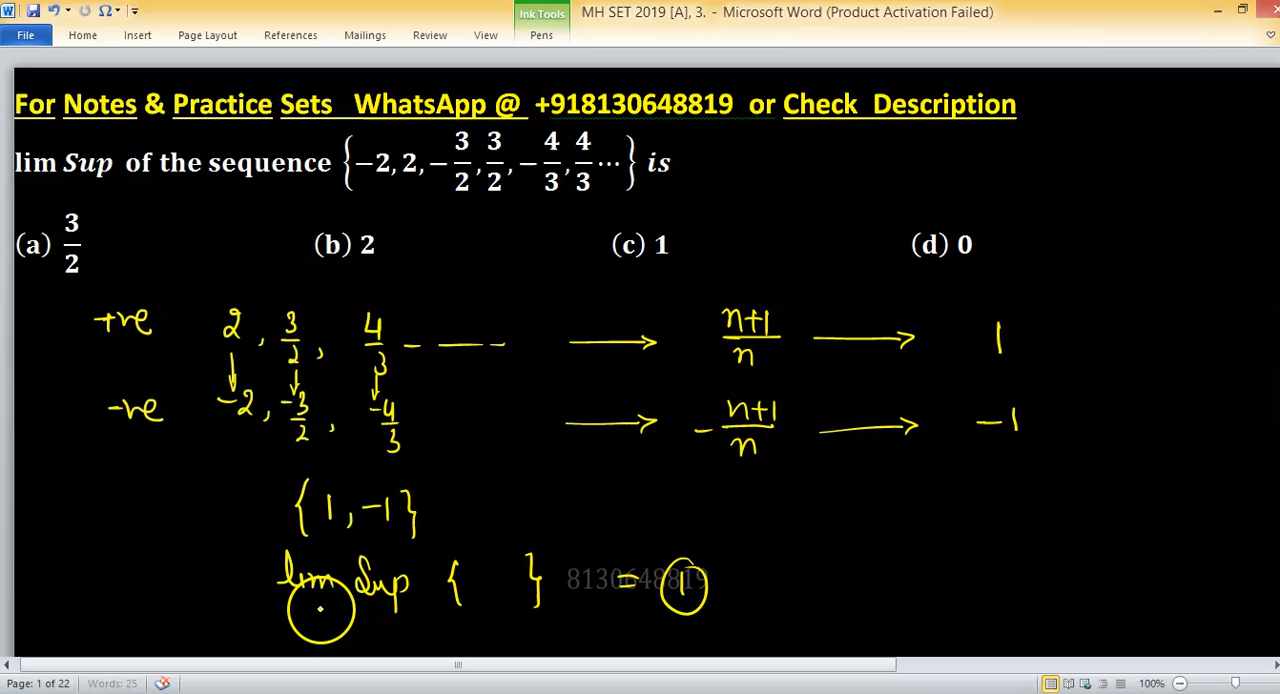 Ink Tools
MH SET 2019 [A], 3. - Microsoft Word (Product Activation Failed)
File Home Insert Page Layout References Mailings Review View Pens
For Notes & Practice Sets WhatsApp @ +918130648819 or Check Description
lim Sup of the sequence {−2, 2, −3/2, 3/2, −4/3, 4/3 ⋯} is
(a) 3/2 (b) 2 (c) 1 (d) 0
+ve 2, 3/2, 4/3 - - - - → n+1/n → 1
-ve -2, -3/2, -4/3 → - n+1/n → -1
{1, -1}
lim Sup { } = 1
8130648819
Page: 1 of 22 Words: 25 100%